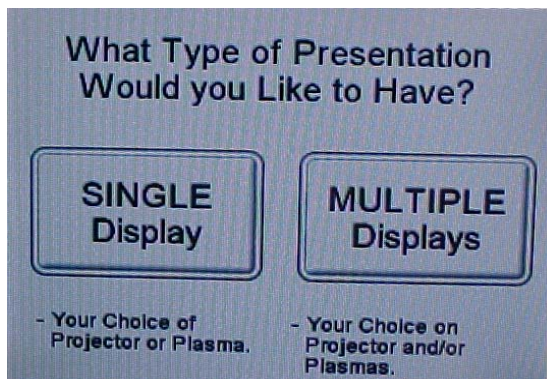 What Type of Presentation
Would you Like to Have?
SINGLE
Display
MULTIPLE
Displays
- Your Choice of
Projector or Plasma.
- Your Choice on
Projector and/or
Plasmas.